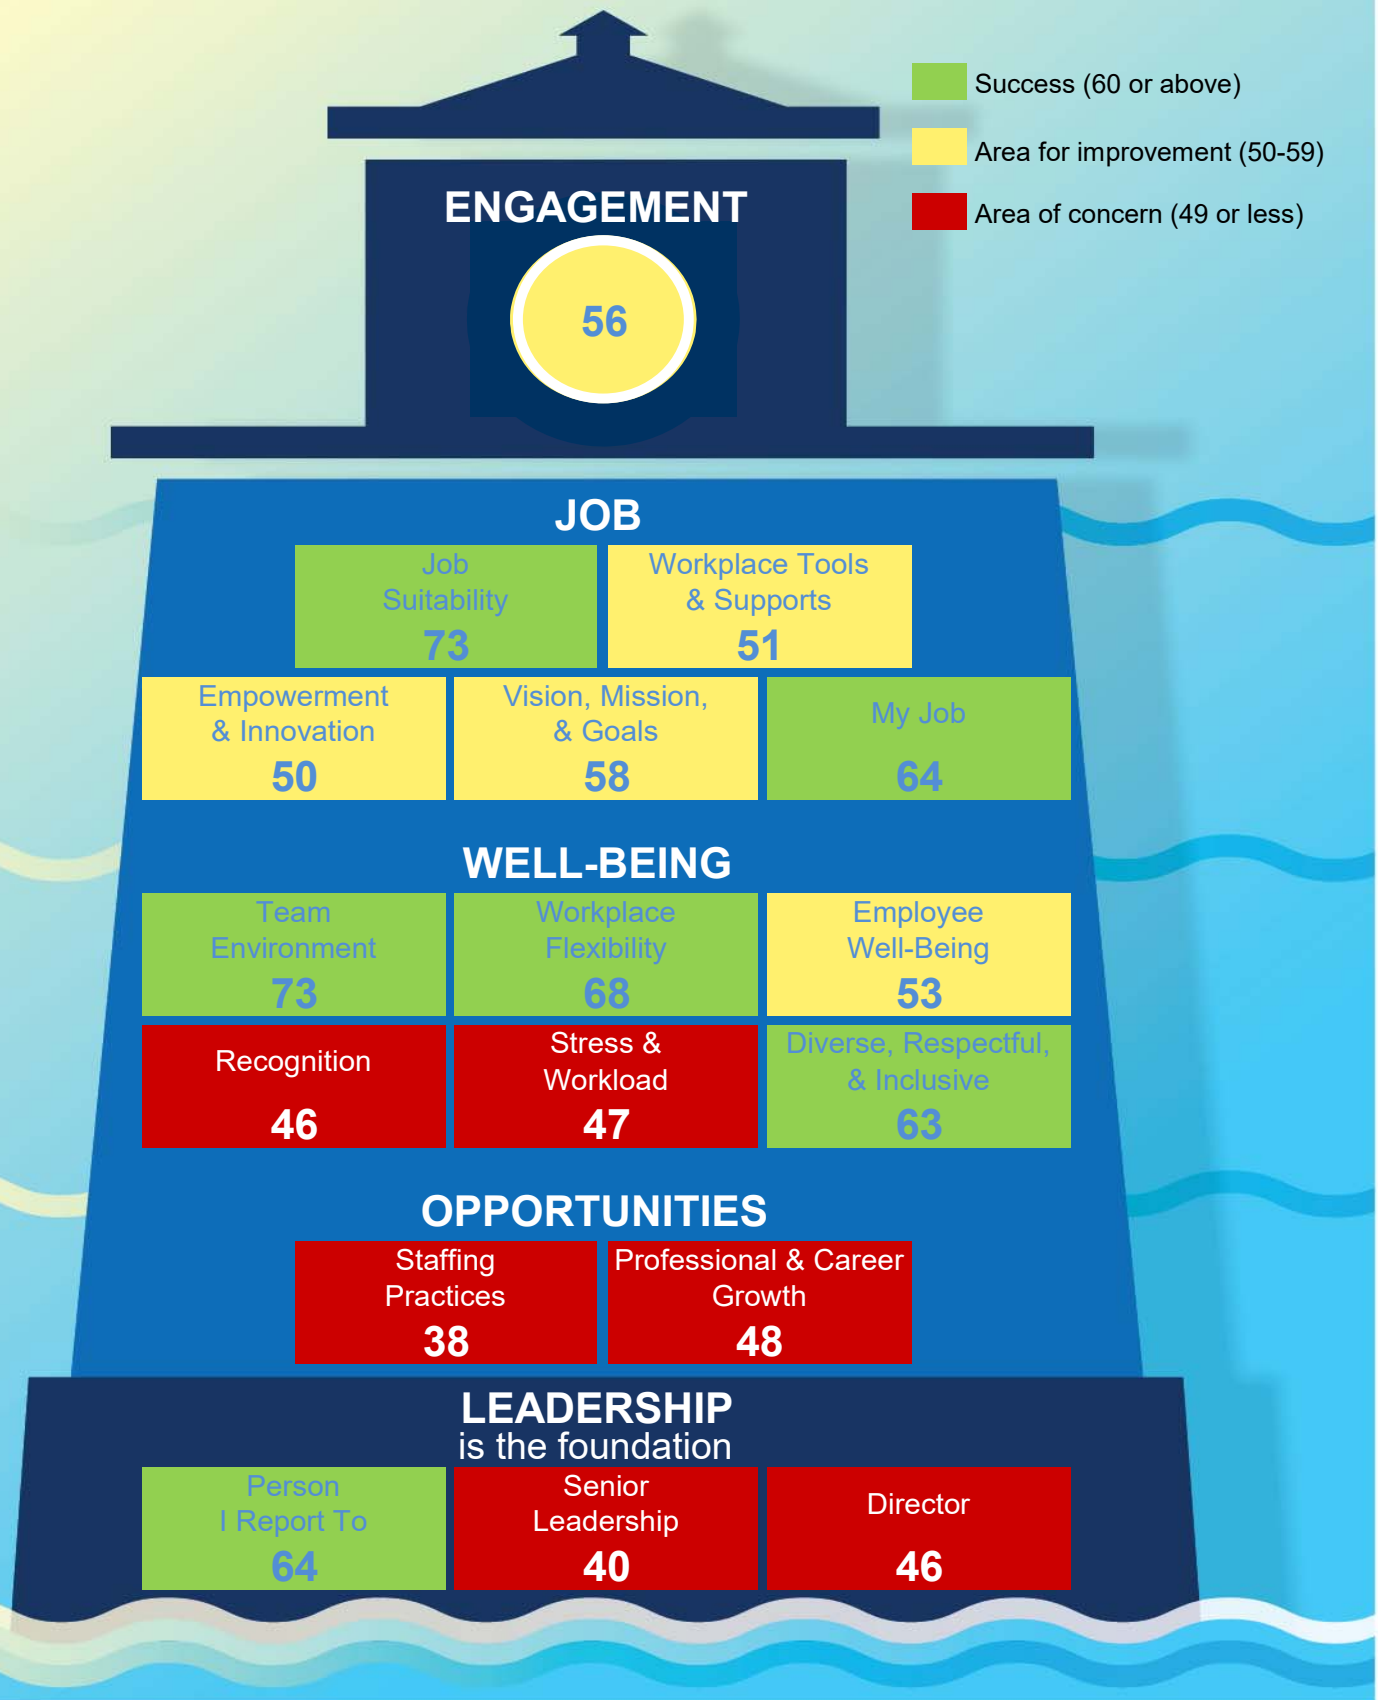 Success (60 or above)
Area for improvement (50-59)
Area of concern (49 or less)
ENGAGEMENT
56
JOB
Job
Suitability
73
Workplace Tools
& Supports
51
Empowerment
& Innovation
50
Vision, Mission,
& Goals
58
My Job
64
WELL-BEING
Team
Environment
73
Workplace
Flexibility
68
Employee
Well-Being
53
Recognition
46
Stress &
Workload
47
Diverse, Respectful,
& Inclusive
63
OPPORTUNITIES
Staffing
Practices
38
Professional & Career
Growth
48
LEADERSHIP
is the foundation
Person
I Report To
64
Senior
Leadership
40
Director
46